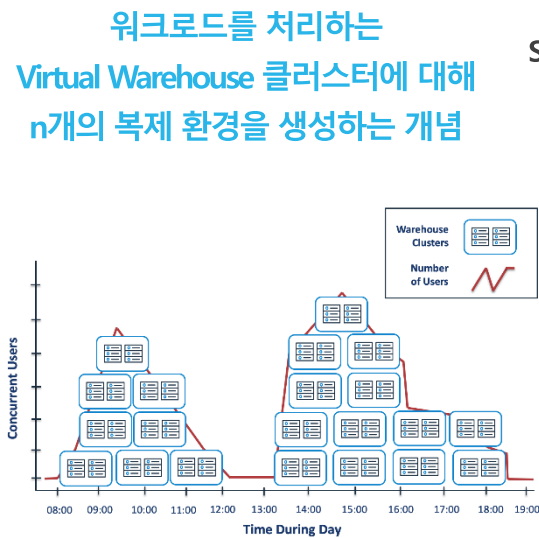 워크로드를 처리하는
Virtual Warehouse 클러스터에 대해
n개의 복제 환경을 생성하는 개념
S
Warehouse
Clusters
Number
of Users
Concurrent Users
08:00 09:00 10:00 11:00 12:00 13:00 14:00 15:00 16:00 17:00 18:00 19:00
Time During Day